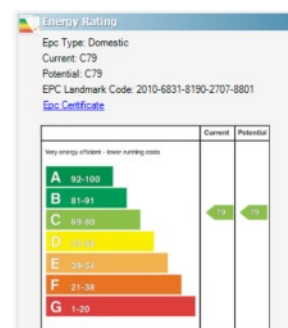 Energy Rating
Epc Type: Domestic
Current: C79
Potential: C79
EPC Landmark Code: 2010-6831-8190-2707-8801
Epc Certificate
Current Potential
Very energy efficient - lower running costs
A 92-100
B 81-91
C 69-80
79 79
D
E 39-54
F 21-38
G 1-20